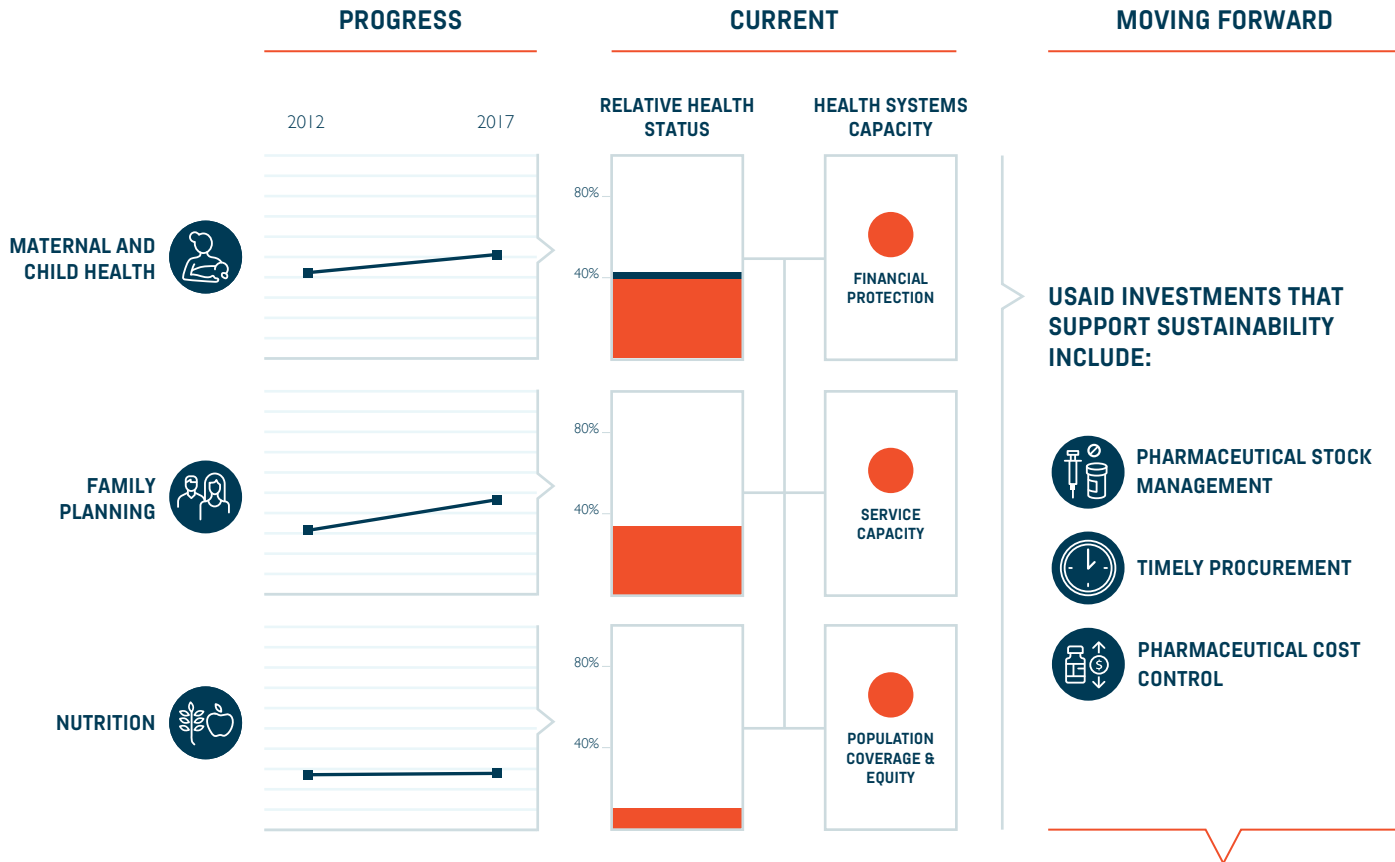 PROGRESS
CURRENT
MOVING FORWARD
2012
2017
RELATIVE HEALTH
STATUS
HEALTH SYSTEMS
CAPACITY
MATERNAL AND
CHILD HEALTH
80%
40%
FINANCIAL
PROTECTION
FAMILY
PLANNING
80%
40%
SERVICE
CAPACITY
NUTRITION
80%
40%
POPULATION
COVERAGE &
EQUITY
USAID INVESTMENTS THAT
SUPPORT SUSTAINABILITY
INCLUDE:
PHARMACEUTICAL STOCK
MANAGEMENT
TIMELY PROCUREMENT
$
PHARMACEUTICAL COST
CONTROL